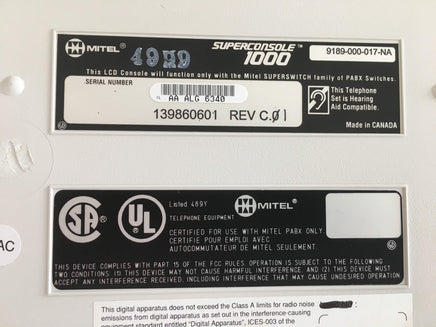 MITEL 4989 SUPERCONSOLE™ 1000 9189-000-017-NA
This LCD Console will function only with the Mitel SUPERSWITCH family of PABX Switches.
SERIAL NUMBER
AA ALG 6340
139860601 REV C.01
This Telephone
Set is Hearing
Aid Compatible.
Made in CANADA
SA UL Listed 489Y MITEL
TELEPHONE EQUIPMENT
CERTIFIED FOR USE WITH MITEL PABX ONLY
CERTIFIE POUR EMPLOI AVEC
AUTOCOMMUTATEUR DE MITEL SEULEMENT.
AC
THIS DEVICE COMPLIES WITH PART 15 OF THE FCC RULES. OPERATION IS SUBJECT TO THE FOLLOWING
TWO CONDITIONS. (1) THIS DEVICE MAY NOT CAUSE HARMFUL INTERFERENCE, AND (2) THIS DEVICE MUST
ACCEPT ANY INTERFERENCE RECEIVED, INCLUDING INTERFERENCE THAT MAY CAUSE UNDESIRED OPERATION
This digital apparatus does not exceed the Class A limits for radio noise
emissions from digital apparatus as set out in the interference-causing
equipment standard entitled "Digital Apparatus", ICES-003 of the